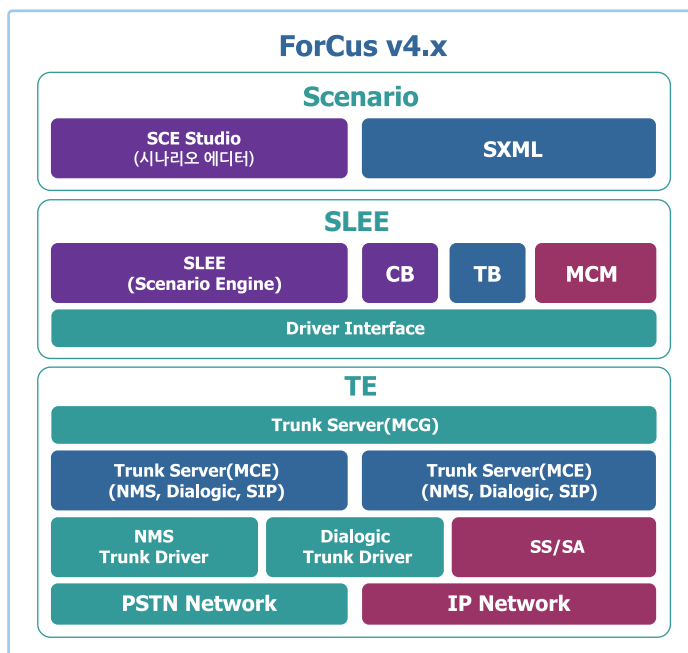 ForCus v4.x
Scenario
SCE Studio
(시나리오 에디터)
SXML
SLEE
SLEE
(Scenario Engine)
CB
TB
MCM
Driver Interface
TE
Trunk Server(MCG)
Trunk Server(MCE)
(NMS, Dialogic, SIP)
Trunk Server(MCE)
(NMS, Dialogic, SIP)
NMS
Trunk Driver
Dialogic
Trunk Driver
SS/SA
PSTN Network
IP Network